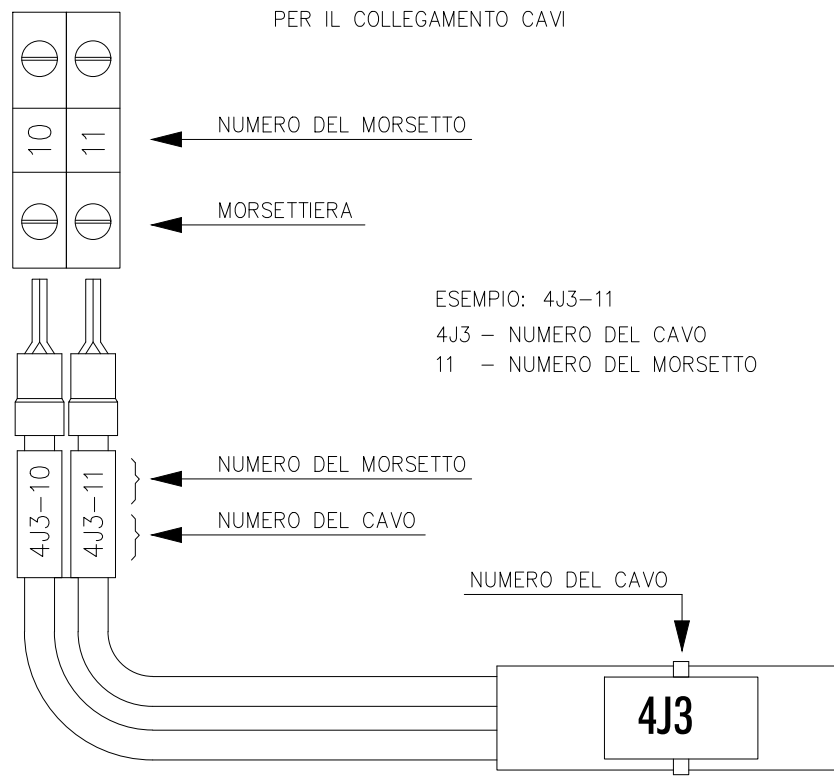 PER IL COLLEGAMENTO CAVI
10
11
NUMERO DEL MORSETTO
MORSETTIERA
ESEMPIO: 4J3-11
4J3 - NUMERO DEL CAVO
11 - NUMERO DEL MORSETTO
4J3-10
4J3-11
NUMERO DEL MORSETTO
NUMERO DEL CAVO
NUMERO DEL CAVO
4J3